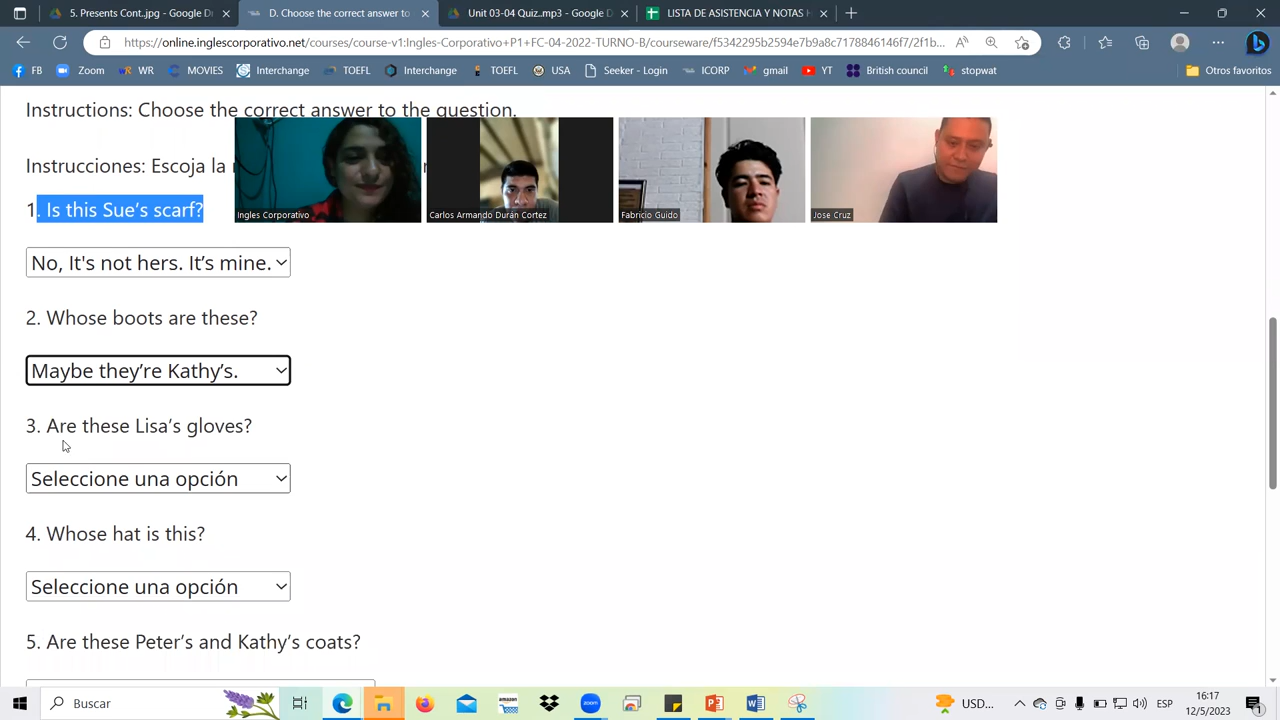 5. Presents Cont..jpg - Google Dr
D. Choose the correct answer to
Unit 03-04 Quiz..mp3 - Google D
LISTA DE ASISTENCIA Y NOTAS
https://online.inglescorporativo.net/courses/course-v1:Ingles-Corporativo+P1+FC-04-2022-TURNO-B/courseware/f5342295b2594e7b9a8c7178846146f7/2f1b...
FB
Zoom
WR
MOVIES
Interchange
TOEFL
Interchange
TOEFL
USA
Seeker - Login
ICORP
gmail
YT
British council
stopwat
Otros favoritos
Instructions: Choose the correct answer to the question.
Instrucciones: Escoja la
Ingles Corporativo
Carlos Armando Durán Cortez
Fabricio Guido
Jose Cruz
1. Is this Sue's scarf?
No, It's not hers. It's mine.
2. Whose boots are these?
Maybe they're Kathy's.
3. Are these Lisa's gloves?
Seleccione una opción
4. Whose hat is this?
Seleccione una opción
5. Are these Peter's and Kathy's coats?
Buscar
amazon
zoom
USD...
ESP
16:17
12/5/2023
1